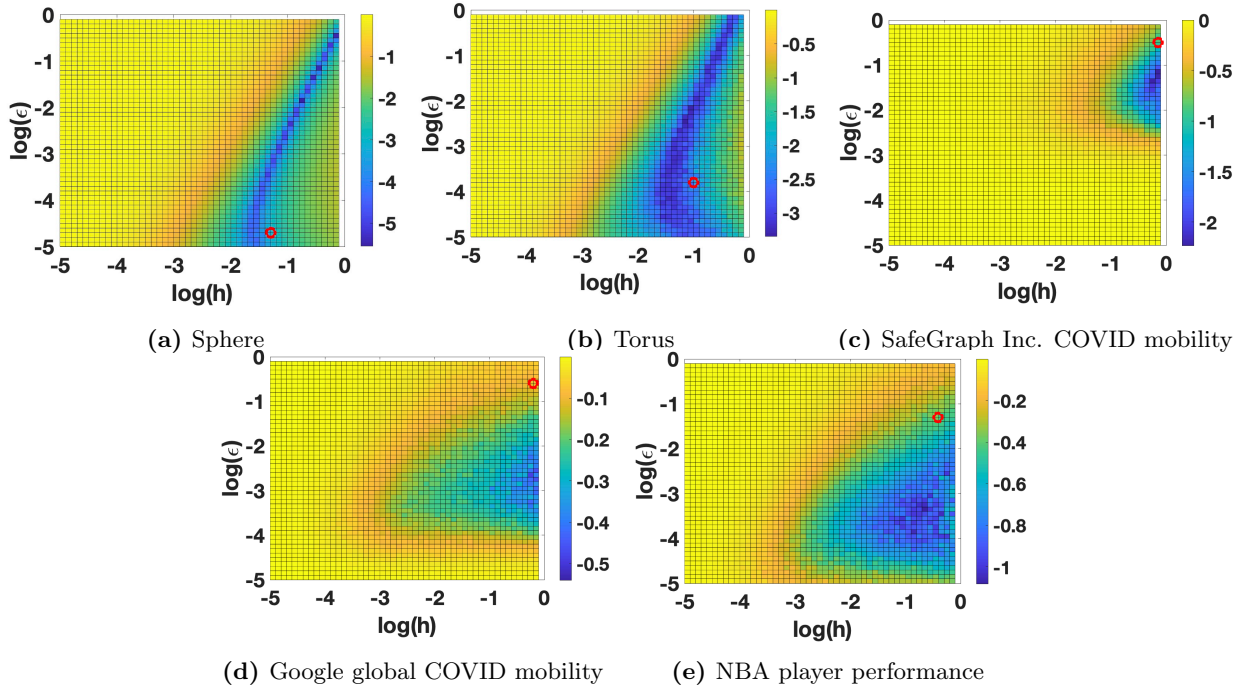 0
-1
-2
-3
-4
-5
log(ϵ)
-5 -4 -3 -2 -1 0
log(h)
-1
-2
-3
-4
-5
(a) Sphere
0
-1
-2
-3
-4
-5
log(ϵ)
-5 -4 -3 -2 -1 0
log(h)
-0.5
-1
-1.5
-2
-2.5
-3
(b) Torus
0
-1
-2
-3
-4
-5
log(ϵ)
-5 -4 -3 -2 -1 0
log(h)
0
-0.5
-1
-1.5
-2
(c) SafeGraph Inc. COVID mobility
0
-1
-2
-3
-4
-5
log(ϵ)
-5 -4 -3 -2 -1 0
log(h)
-0.1
-0.2
-0.3
-0.4
-0.5
(d) Google global COVID mobility
0
-1
-2
-3
-4
-5
log(ϵ)
-5 -4 -3 -2 -1 0
log(h)
-0.2
-0.4
-0.6
-0.8
-1
(e) NBA player performance